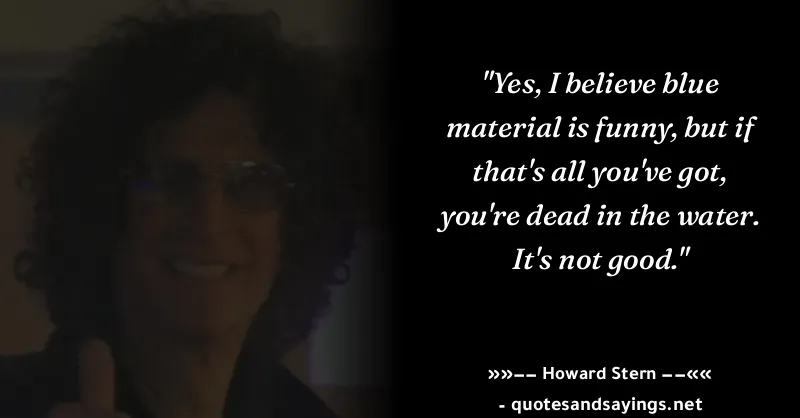 "Yes, I believe blue
material is funny, but if
that's all you've got,
you're dead in the water.
It's not good."
»»−− Howard Stern −−««
- quotesandsayings.net